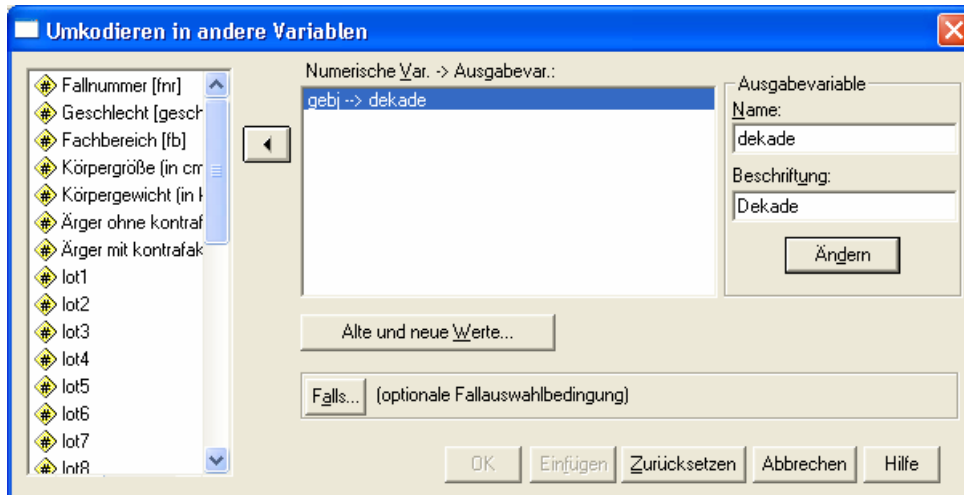 Umkodieren in andere Variablen
Fallnummer [fnr]
Geschlecht [gesch
Fachbereich [fb]
Körpergröße (in cm
Körpergewicht (in k
Ärger ohne kontraf
Ärger mit kontrafak
lot1
lot2
lot3
lot4
lot5
lot6
lot7
lot8
Numerische Var. -> Ausgabevar.:
gebj --> dekade
Ausgabevariable
Name:
dekade
Beschriftung:
Dekade
Ändern
Alte und neue Werte...
Falls... (optionale Fallauswahlbedingung)
OK Einfügen Zurücksetzen Abbrechen Hilfe